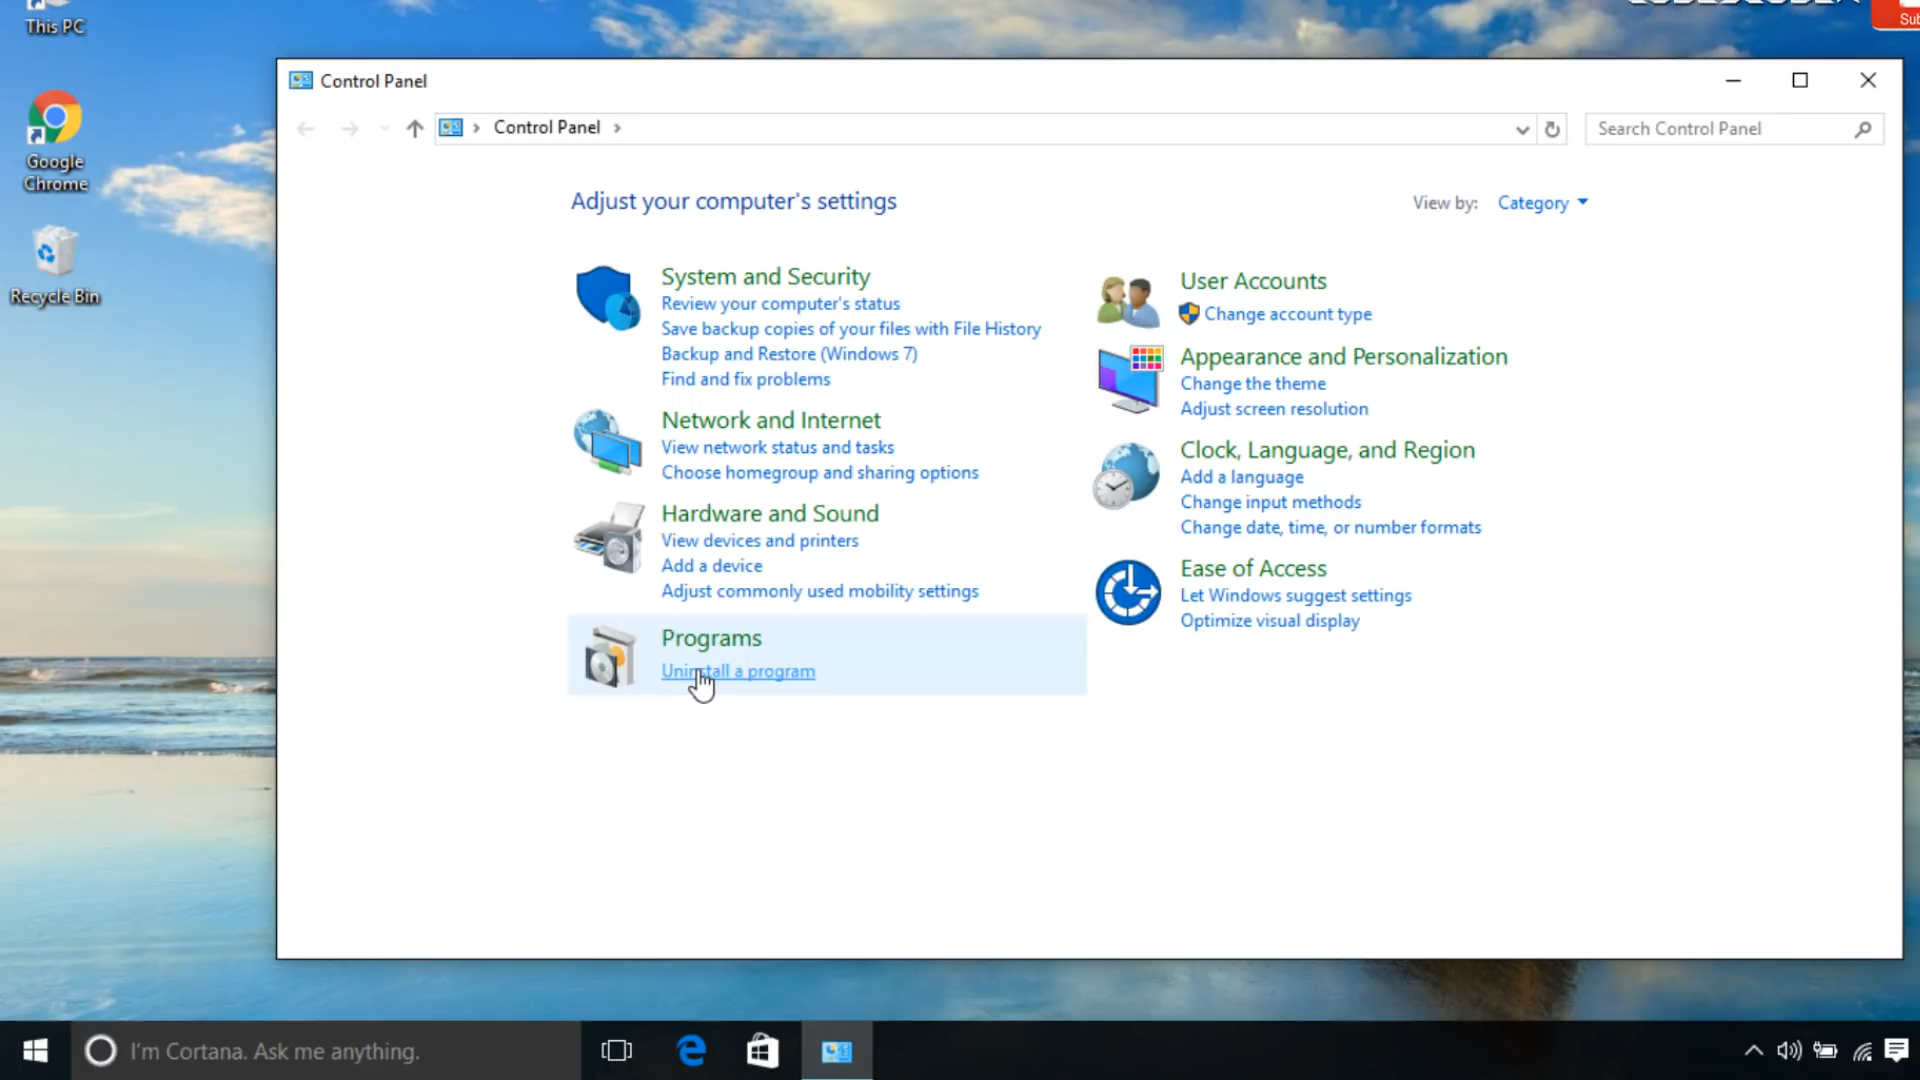 This PC
Sub
Control Panel
Control Panel
Search Control Panel
Google
Chrome
Adjust your computer's settings
View by: Category
Recycle Bin
System and Security
Review your computer's status
Save backup copies of your files with File History
Backup and Restore (Windows 7)
Find and fix problems
Network and Internet
View network status and tasks
Choose homegroup and sharing options
Hardware and Sound
View devices and printers
Add a device
Adjust commonly used mobility settings
Programs
Uninstall a program
User Accounts
Change account type
Appearance and Personalization
Change the theme
Adjust screen resolution
Clock, Language, and Region
Add a language
Change input methods
Change date, time, or number formats
Ease of Access
Let Windows suggest settings
Optimize visual display
I'm Cortana. Ask me anything.